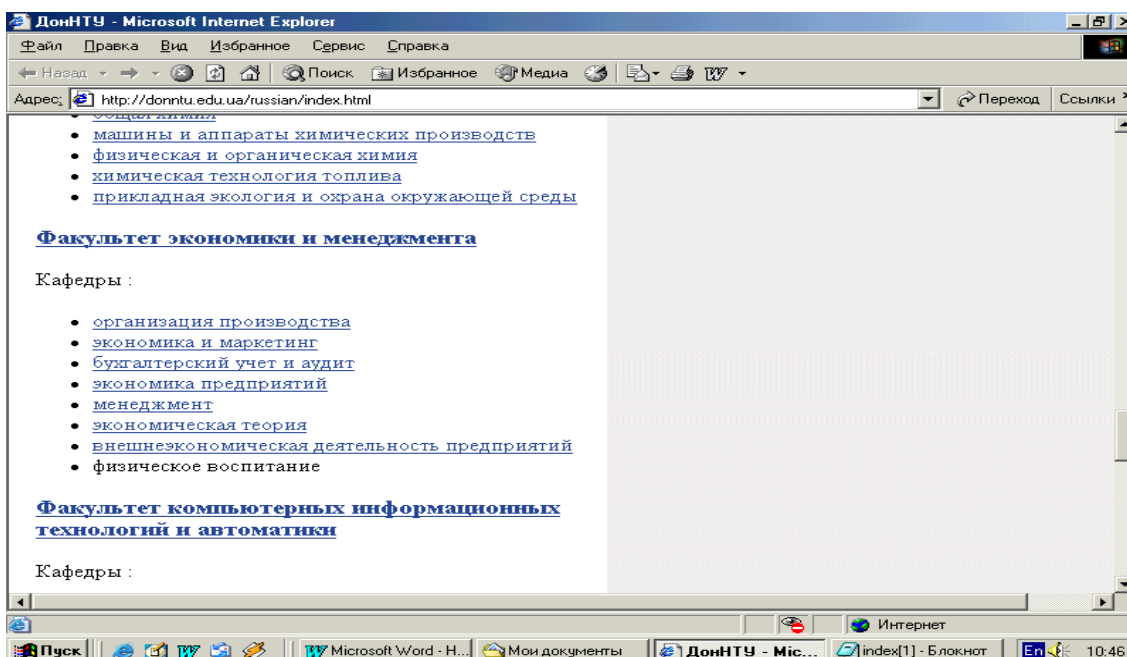 ДонНТУ - Microsoft Internet Explorer
Файл Правка Вид Избранное Сервис Справка
Назад Поиск Избранное Медиа
Адрес: http://donntu.edu.ua/russian/index.html Переход Ссылки
общая химия
машины и аппараты химических производств
физическая и органическая химия
химическая технология топлива
прикладная экология и охрана окружающей среды
Факультет экономики и менеджмента
Кафедры :
организация производства
экономика и маркетинг
бухгалтерский учет и аудит
экономика предприятий
менеджмент
экономическая теория
внешнеэкономическая деятельность предприятий
физическое воспитание
Факультет компьютерных информационных
технологий и автоматики
Кафедры :
Интернет
Пуск Microsoft Word - Н... Мои документы ДонНТУ - Mic... index[1] - Блокнот En 10:46